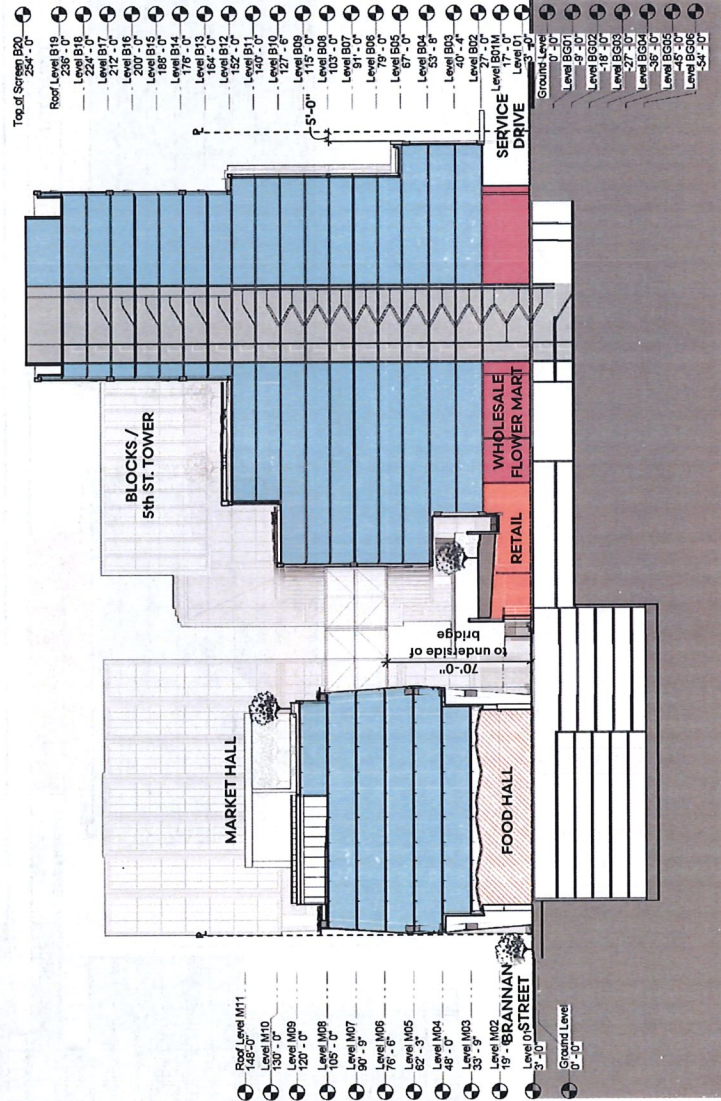 Roof Level M11
148'-0"
Level M10
130' - 0"
Level M09
120' - 0"
Level M08
105' - 0"
Level M07
90' - 9"
Level M06
76' - 6"
Level M05
62' - 3"
Level M04
48' - 0"
Level M03
33' - 9"
Level M02
19' -
Level 01
3' - 0"
Ground Level
0' - 0"
BRANNAN
STREET
MARKET HALL
FOOD HALL
70'-0"
to underside of
bridge
BLOCKS /
5th ST. TOWER
RETAIL
WHOLESALE
FLOWER MART
5'-0"
SERVICE
DRIVE
Top of Screen B20
254' - 0"
Roof Level B19
236' - 0"
Level B18
224' - 0"
Level B17
212' - 0"
Level B16
200' - 0"
Level B15
188' - 0"
Level B14
176' - 0"
Level B13
164' - 0"
Level B12
152' - 0"
Level B11
140' - 0"
Level B10
127' - 6"
Level B09
115' - 0"
Level B08
103' - 0"
Level B07
91' - 0"
Level B06
79' - 0"
Level B05
67' - 0"
Level B04
53' - 8"
Level B03
40' - 4"
Level B02
27' - 0"
Level B01M
17' - 0"
Level 01
3' - 0"
Ground Level
0' - 0"
Level BG01
-9' - 0"
Level BG02
-18' - 0"
Level BG03
-27' - 0"
Level BG04
-36' - 0"
Level BG05
-45' - 0"
Level BG06
-54' - 0"